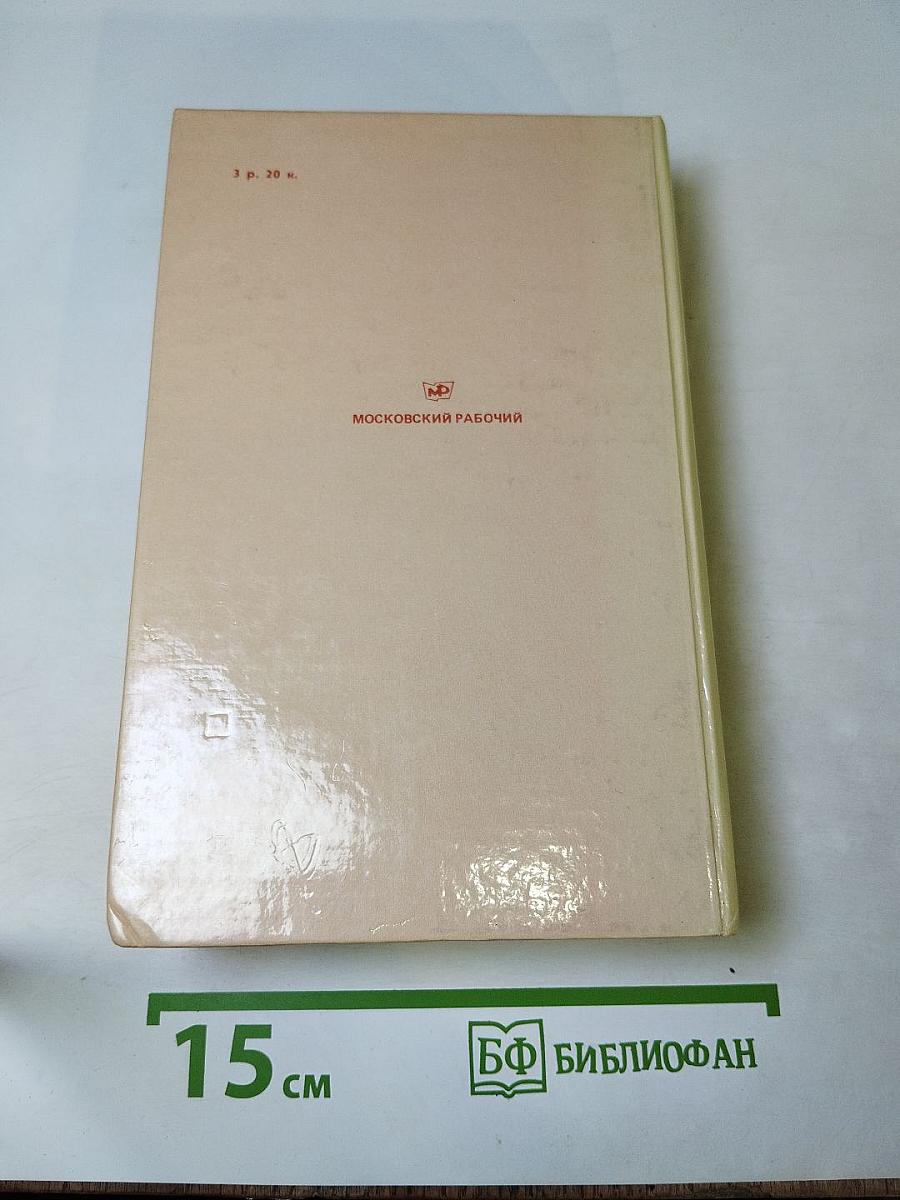 3 р. 20 к.
МР
МОСКОВСКИЙ РАБОЧИЙ
15 см
БФ БИБЛИОФАН